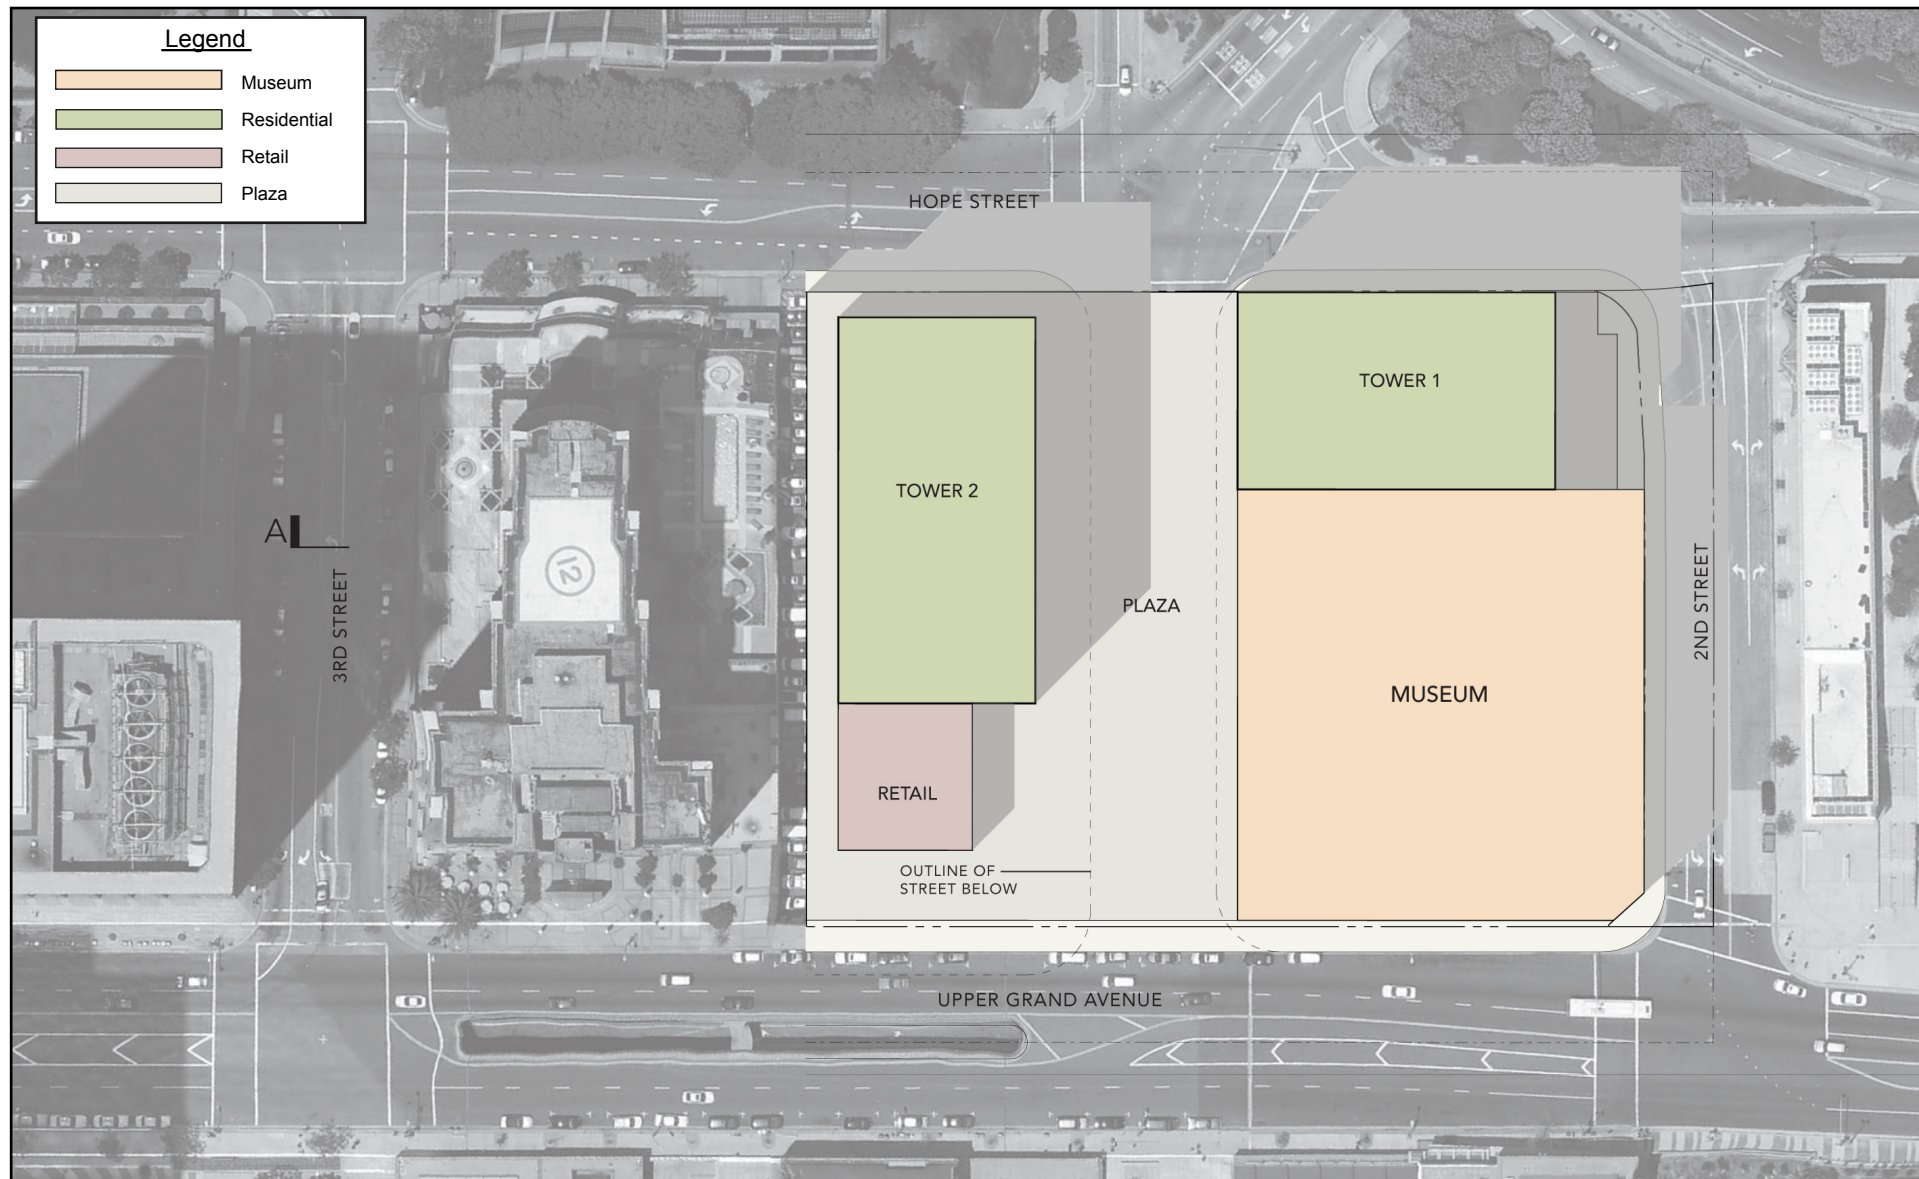 Legend
Museum
Residential
Retail
Plaza
HOPE STREET
TOWER 1
TOWER 2
A
12
3RD STREET
PLAZA
2ND STREET
MUSEUM
RETAIL
OUTLINE OF
STREET BELOW
UPPER GRAND AVENUE